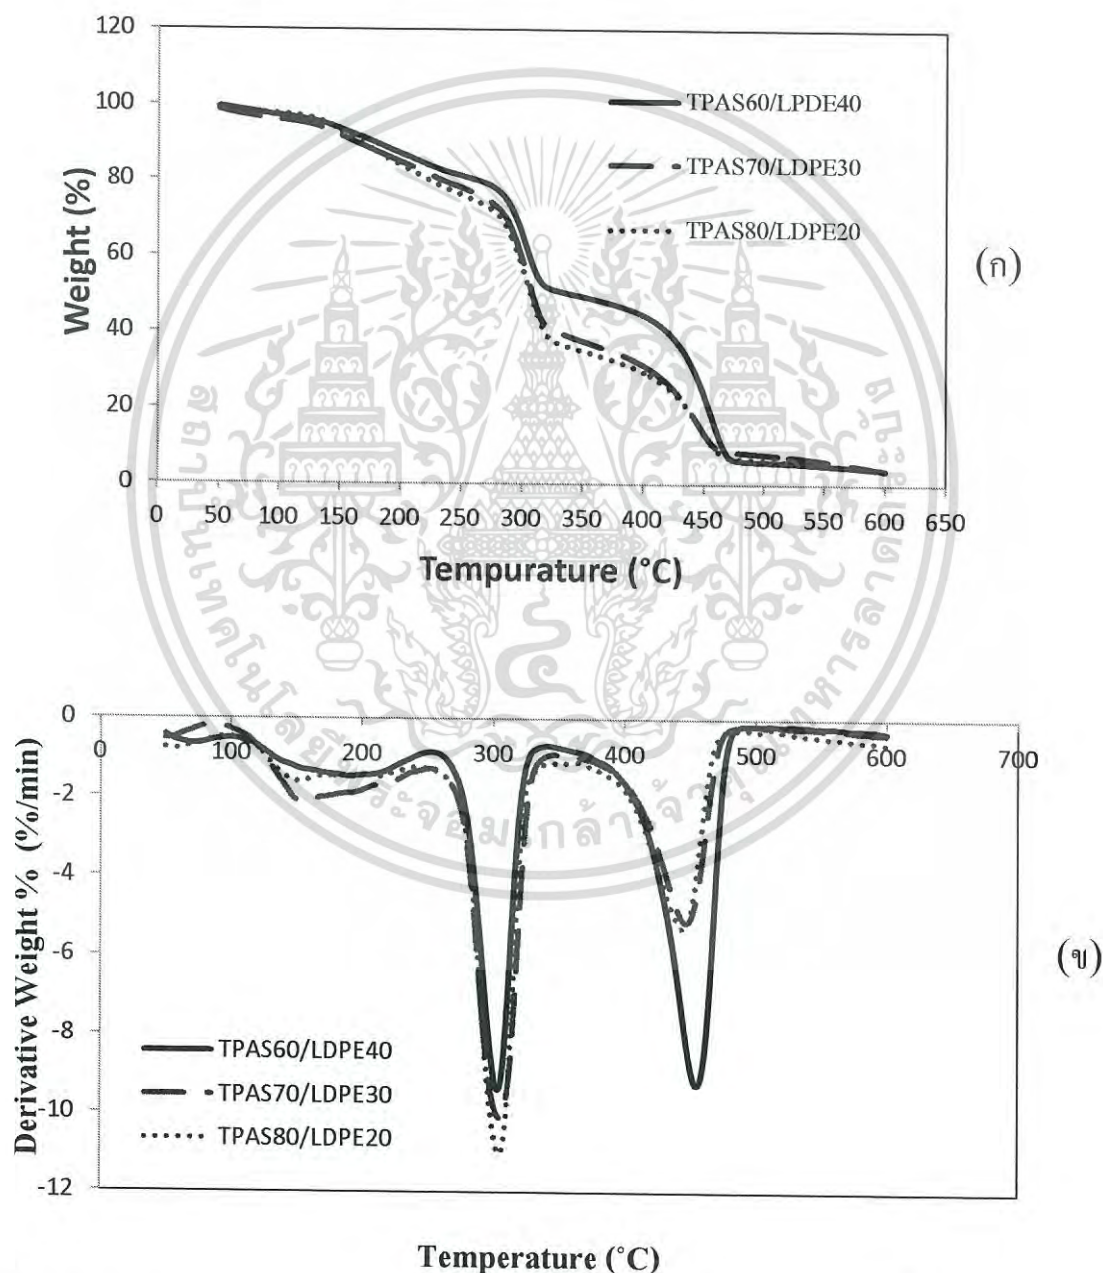 120
100
80
60
40
20
0
Weight (%)
TPAS60/LPDE40
TPAS70/LDPE30
TPAS80/LDPE20
(ก)
0 50 100 150 200 250 300 350 400 450 500 550 600 650
Tempurature (°C)
0
-2
-4
-6
-8
-10
-12
Derivative Weight % (%/min)
0 100 200 300 400 500 600 700
TPAS60/LDPE40
TPAS70/LDPE30
TPAS80/LDPE20
(ข)
Temperature (°C)